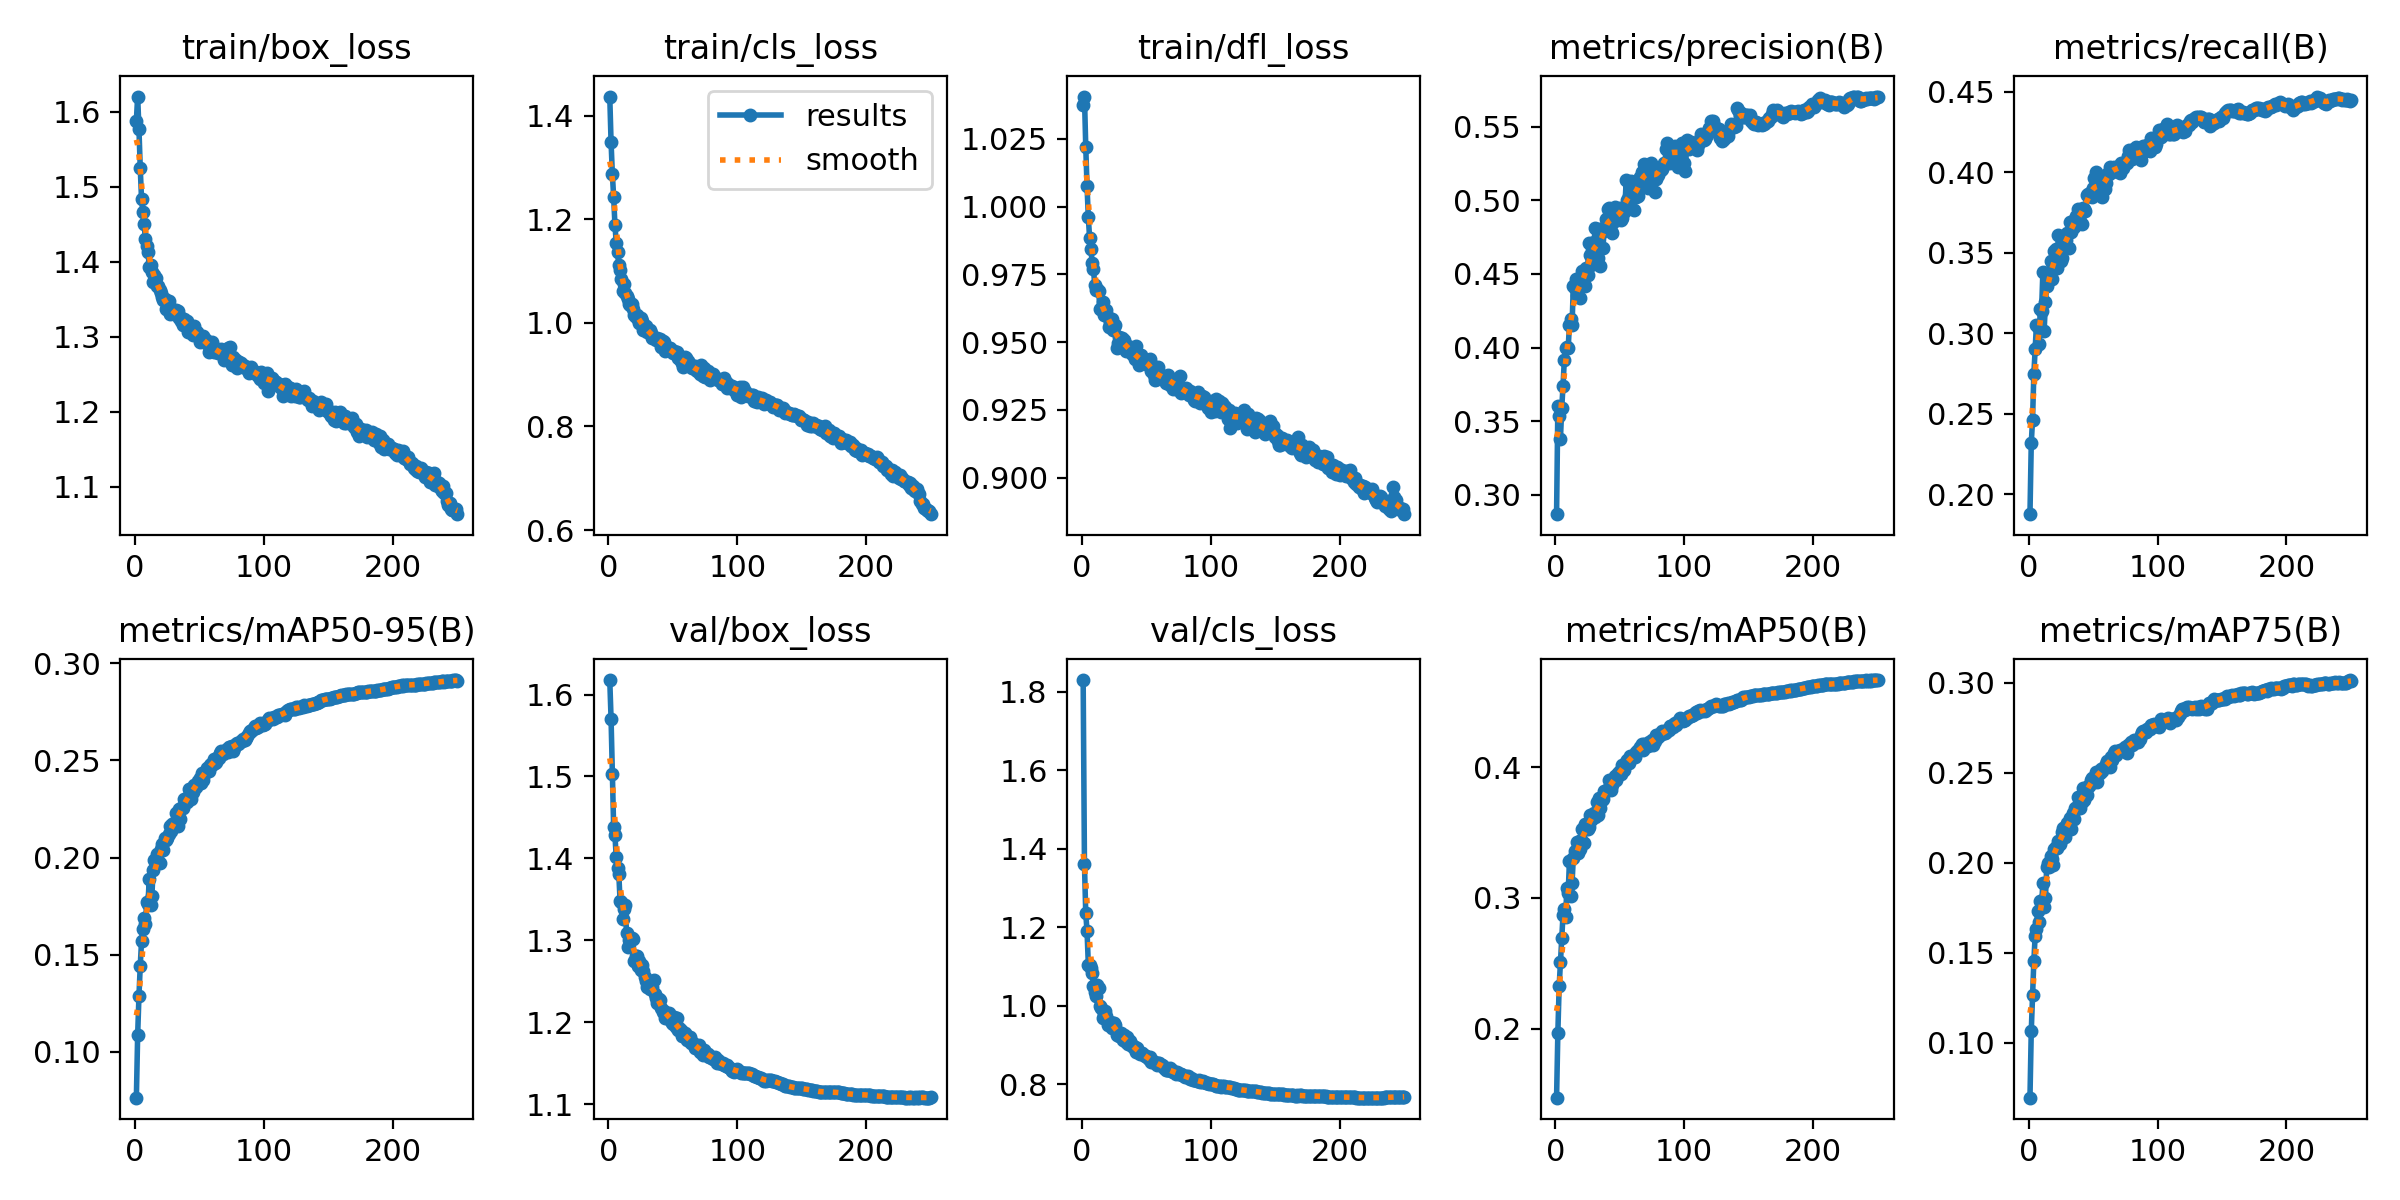 train/box_loss
1.6
1.5
1.4
1.3
1.2
1.1
0 100 200
train/cls_loss
results
smooth
1.4
1.2
1.0
0.8
0.6
0 100 200
train/dfl_loss
1.025
1.000
0.975
0.950
0.925
0.900
0 100 200
metrics/precision(B)
0.55
0.50
0.45
0.40
0.35
0.30
0 100 200
metrics/recall(B)
0.45
0.40
0.35
0.30
0.25
0.20
0 100 200
metrics/mAP50-95(B)
0.30
0.25
0.20
0.15
0.10
0 100 200
val/box_loss
1.6
1.5
1.4
1.3
1.2
1.1
0 100 200
val/cls_loss
1.8
1.6
1.4
1.2
1.0
0.8
0 100 200
metrics/mAP50(B)
0.4
0.3
0.2
0 100 200
metrics/mAP75(B)
0.30
0.25
0.20
0.15
0.10
0 100 200